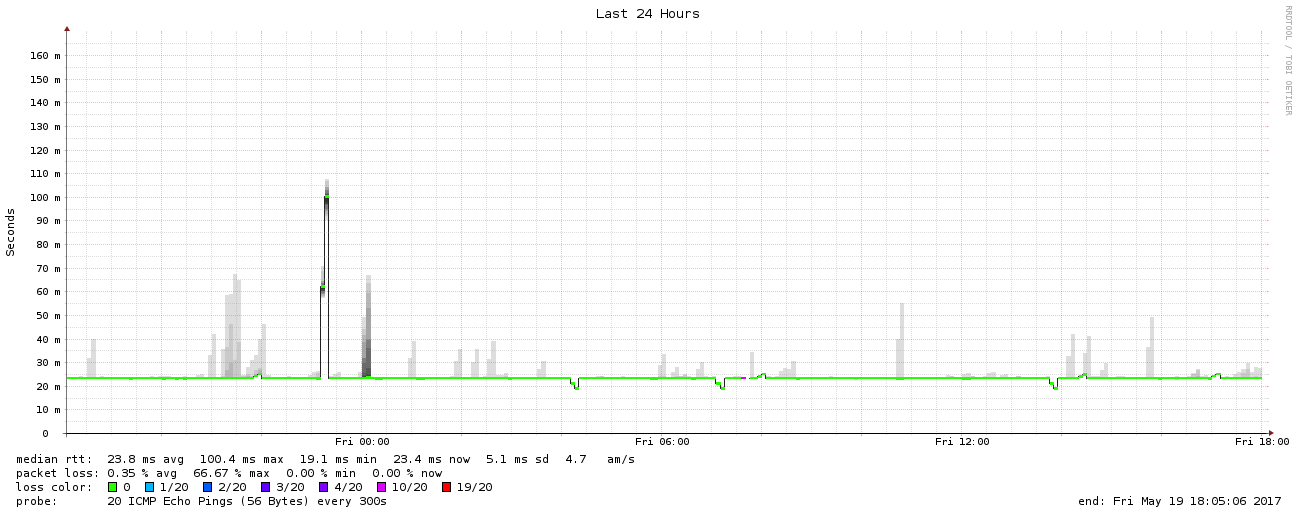 Last 24 Hours
RRDTOOL / TOBI OETIKER
Seconds
160 m
150 m
140 m
130 m
120 m
110 m
100 m
90 m
80 m
70 m
60 m
50 m
40 m
30 m
20 m
10 m
0
Fri 00:00 Fri 06:00 Fri 12:00 Fri 18:00
median rtt: 23.8 ms avg 100.4 ms max 19.1 ms min 23.4 ms now 5.1 ms sd 4.7 am/s
packet loss: 0.35 % avg 66.67 % max 0.00 % min 0.00 % now
loss color: 0 1/20 2/20 3/20 4/20 10/20 19/20
probe: 20 ICMP Echo Pings (56 Bytes) every 300s end: Fri May 19 18:05:06 2017